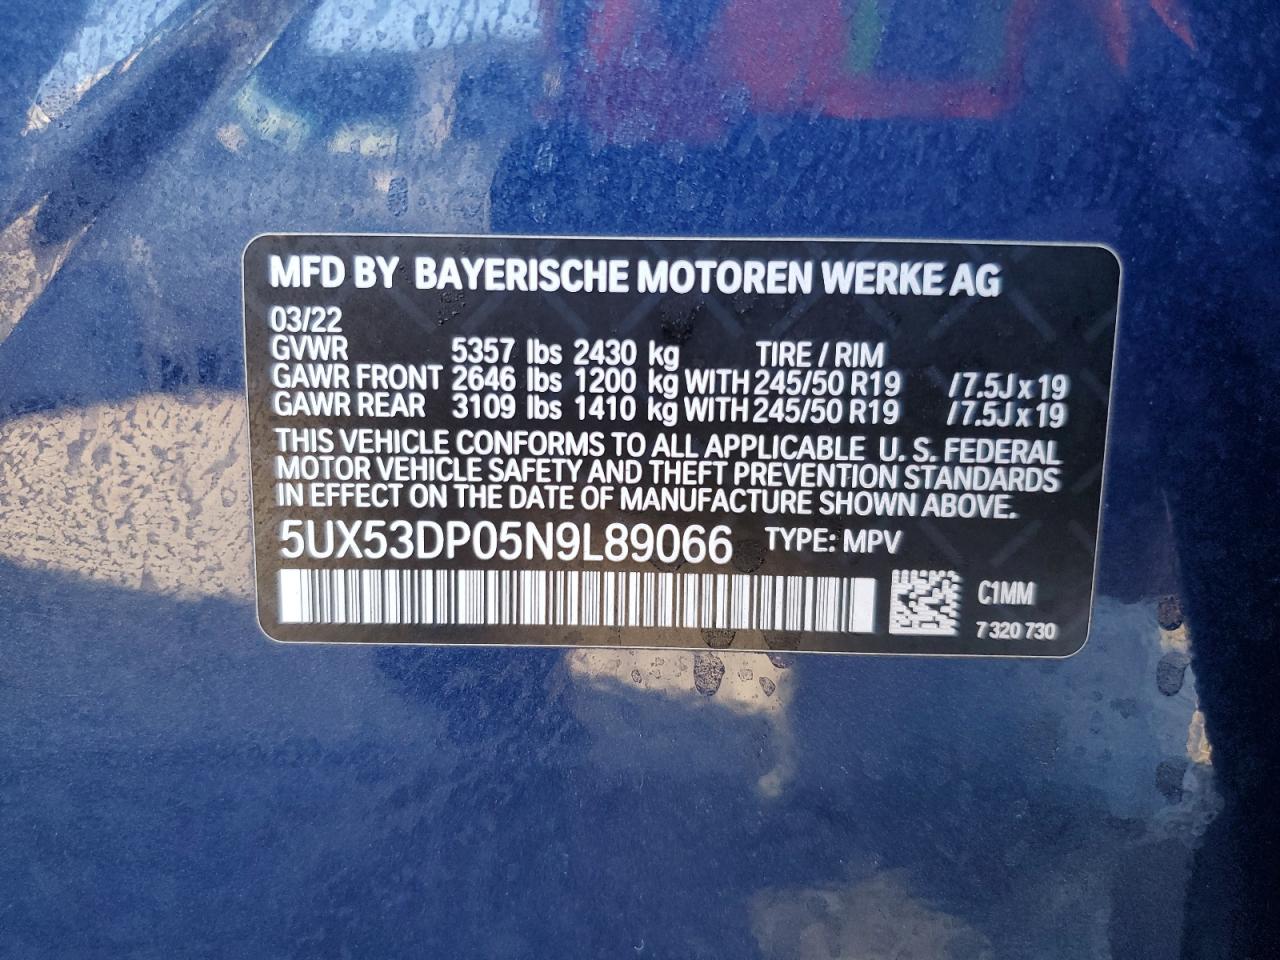 MFD BY BAYERISCHE MOTOREN WERKE AG
03/22
GVWR 5357 lbs 2430 kg TIRE / RIM
GAWR FRONT 2646 lbs 1200 kg WITH 245/50 R19 / 7.5J x 19
GAWR REAR 3109 lbs 1410 kg WITH 245/50 R19 / 7.5J x 19
THIS VEHICLE CONFORMS TO ALL APPLICABLE U. S. FEDERAL
MOTOR VEHICLE SAFETY AND THEFT PREVENTION STANDARDS
IN EFFECT ON THE DATE OF MANUFACTURE SHOWN ABOVE.
5UX53DP05N9L89066 TYPE: MPV
C1MM
7 320 730